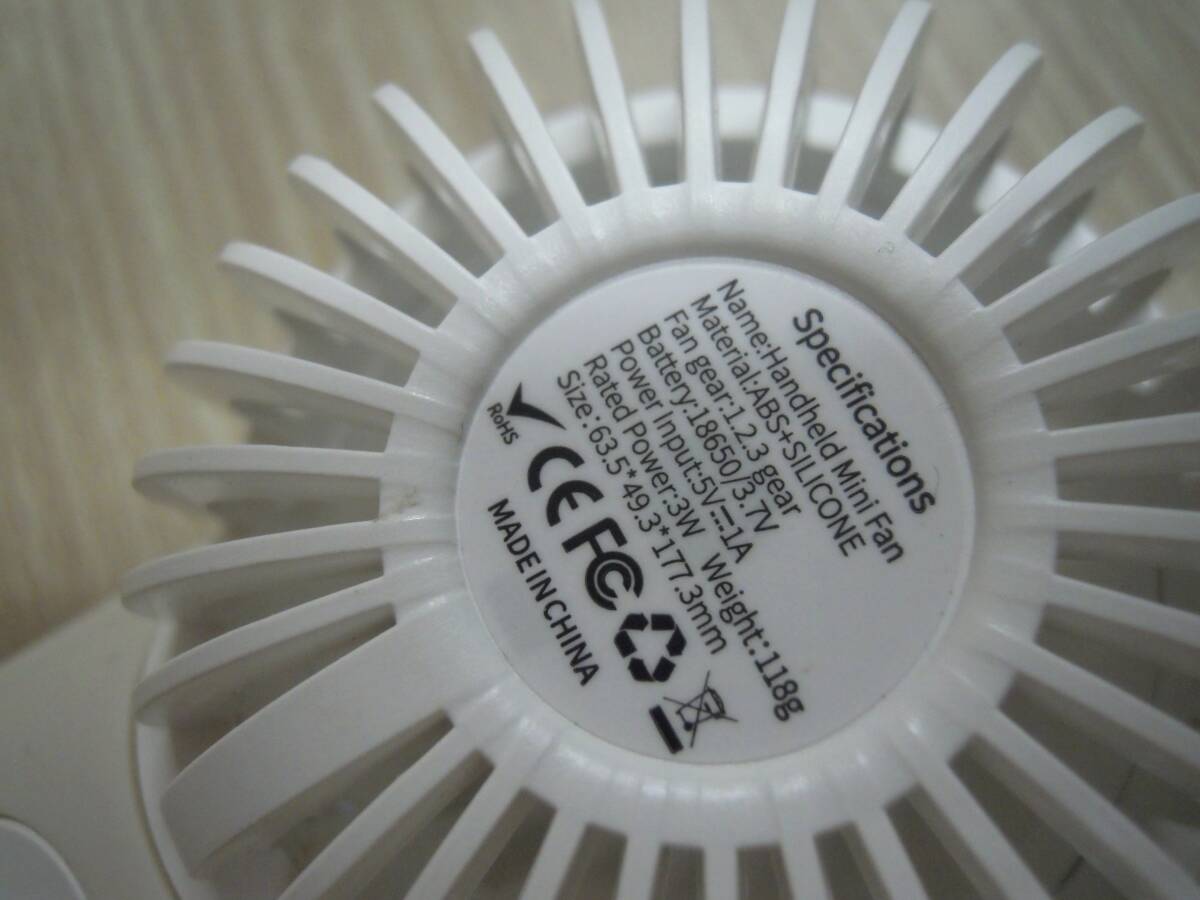 Specifications
Name:Handheld Mini Fan
Material:ABS+SILICONE
Fan gear:1.2.3 gear
Battery:18650/3.7V
Power Input:5V⎓1A
Rated Power:3W Weight:118g
Size:63.5*49.3*177.3mm
RoHS CE FC
MADE IN CHINA